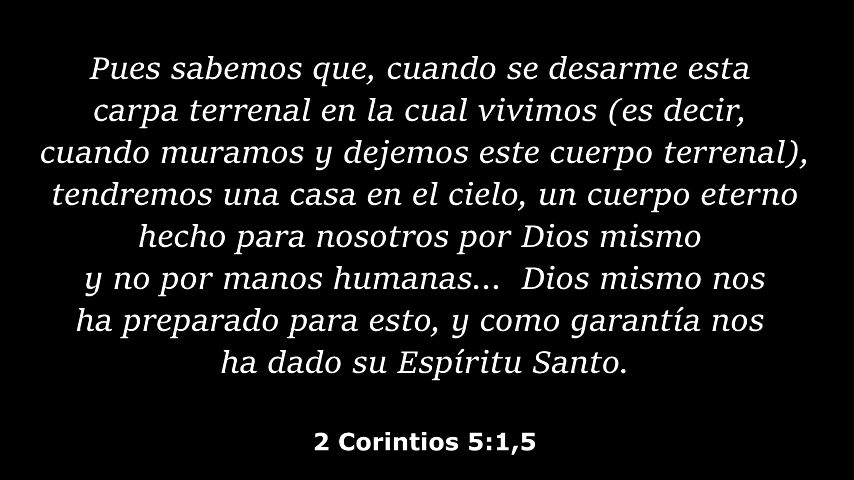 Pues sabemos que, cuando se desarme esta
carpa terrenal en la cual vivimos (es decir,
cuando muramos y dejemos este cuerpo terrenal),
tendremos una casa en el cielo, un cuerpo eterno
hecho para nosotros por Dios mismo
y no por manos humanas... Dios mismo nos
ha preparado para esto, y como garantía nos
ha dado su Espíritu Santo.
2 Corintios 5:1,5